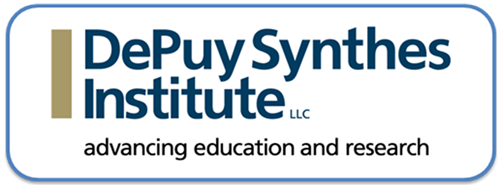 DePuy Synthes
Institute LLC
advancing education and research